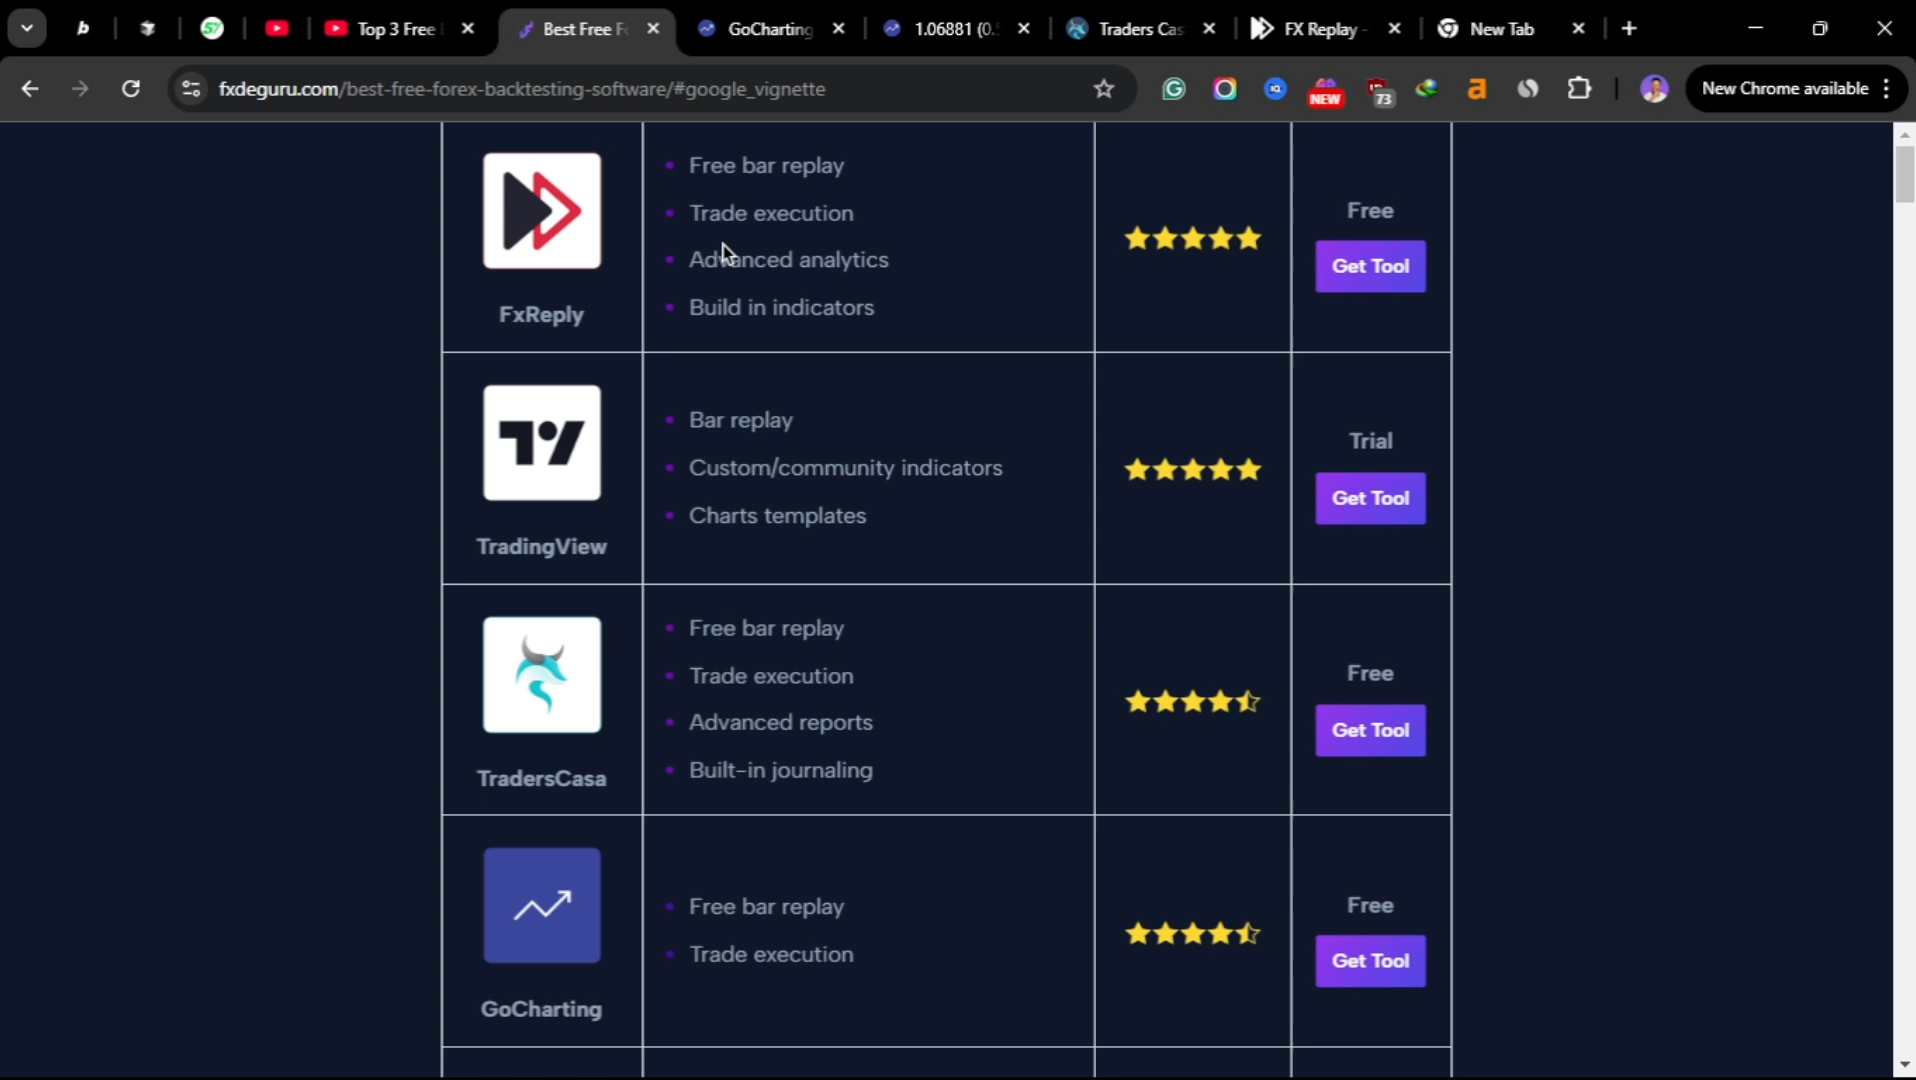 Top 3 Free
Best Free F
GoCharting
1.06881 (0.
Traders Cas
FX Replay -
New Tab
fxdeguru.com/best-free-forex-backtesting-software/#google_vignette
NEW
73
New Chrome available
FxReply
Free bar replay
Trade execution
Advanced analytics
Build in indicators
Free
Get Tool
TradingView
Bar replay
Custom/community indicators
Charts templates
Trial
Get Tool
TradersCasa
Free bar replay
Trade execution
Advanced reports
Built-in journaling
Free
Get Tool
GoCharting
Free bar replay
Trade execution
Free
Get Tool